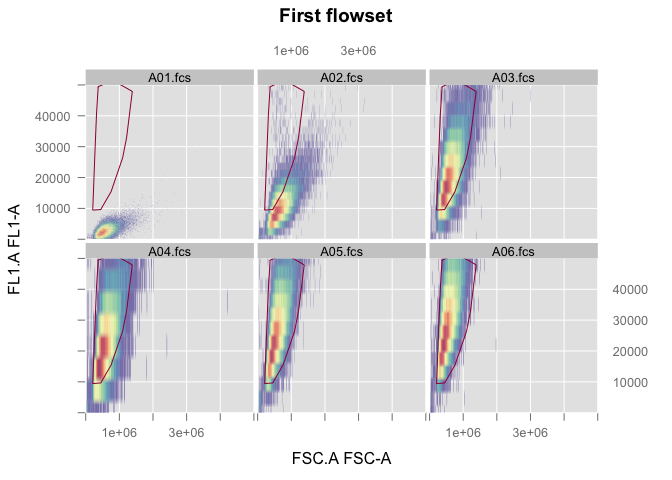 First flowset
1e+06 3e+06
A01.fcs A02.fcs A03.fcs
40000
30000
20000
10000
FL1.A FL1-A
A04.fcs A05.fcs A06.fcs
40000
30000
20000
10000
1e+06 3e+06 1e+06 3e+06
FSC.A FSC-A